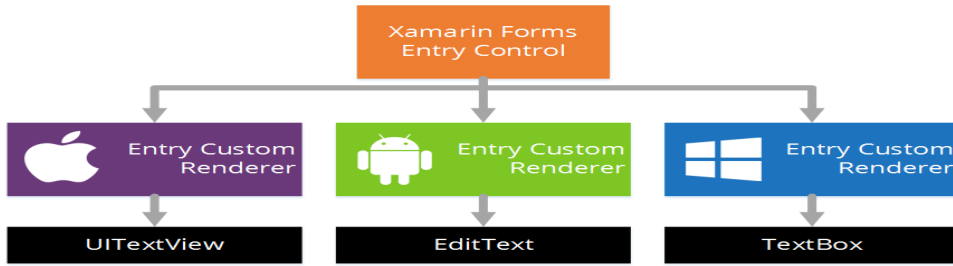 Xamarin Forms
Entry Control
Entry Custom
Renderer
Entry Custom
Renderer
Entry Custom
Renderer
UITextView
EditText
TextBox